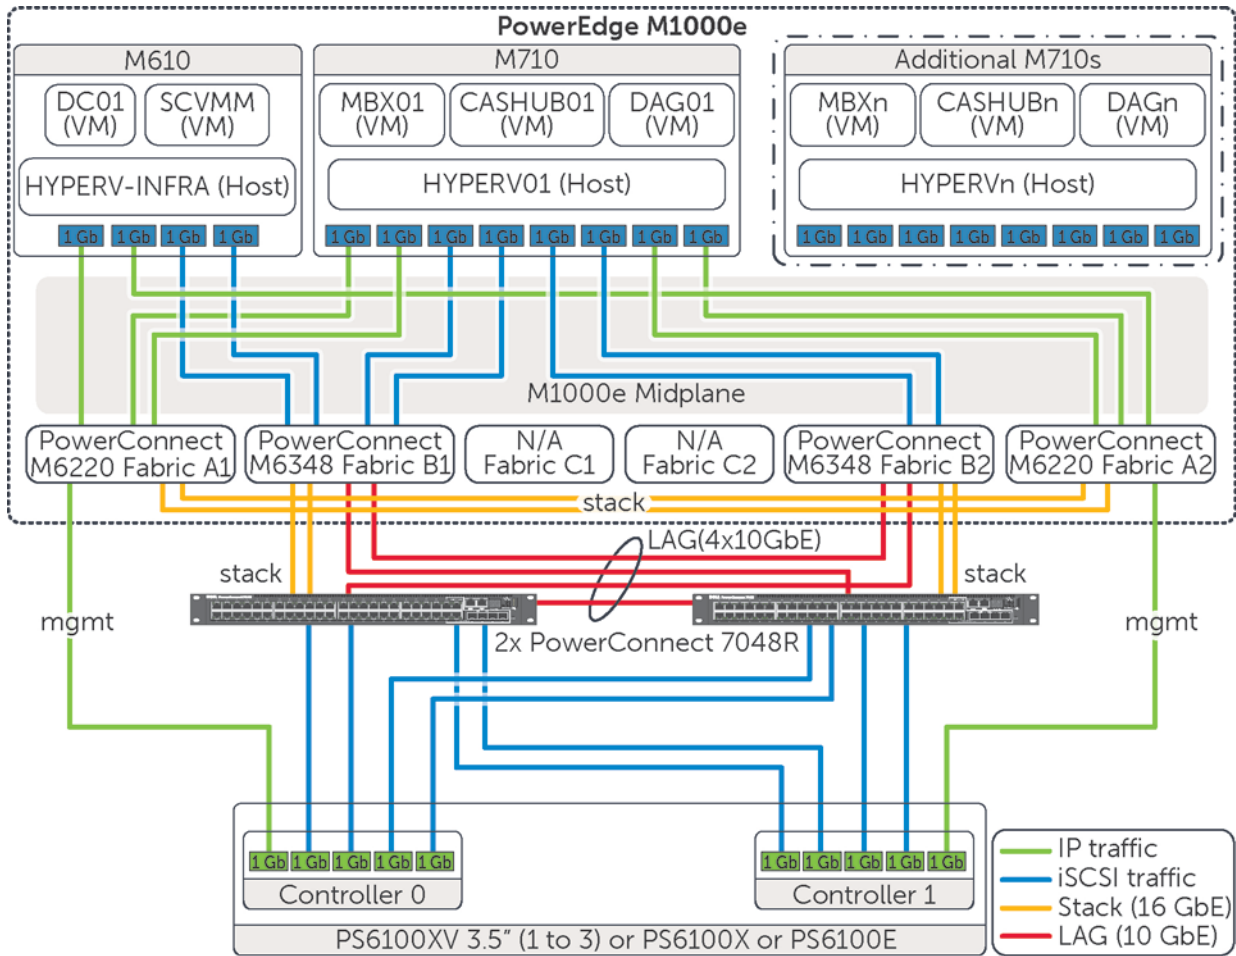 PowerEdge M1000e
M610
M710
Additional M710s
DC01
(VM)
SCVMM
(VM)
MBX01
(VM)
CASHUB01
(VM)
DAG01
(VM)
MBXn
(VM)
CASHUBn
(VM)
DAGn
(VM)
HYPERV-INFRA (Host)
HYPERV01 (Host)
HYPERVn (Host)
1 Gb 1 Gb 1 Gb 1 Gb
1 Gb 1 Gb 1 Gb 1 Gb 1 Gb 1 Gb 1 Gb 1 Gb
1 Gb 1 Gb 1 Gb 1 Gb 1 Gb 1 Gb 1 Gb 1 Gb
M1000e Midplane
PowerConnect
M6220 Fabric A1
PowerConnect
M6348 Fabric B1
N/A
Fabric C1
N/A
Fabric C2
PowerConnect
M6348 Fabric B2
PowerConnect
M6220 Fabric A2
stack
LAG(4x10GbE)
stack
stack
mgmt
mgmt
2x PowerConnect 7048R
1 Gb 1 Gb 1 Gb 1 Gb 1 Gb
1 Gb 1 Gb 1 Gb 1 Gb 1 Gb
Controller 0
Controller 1
PS6100XV 3.5” (1 to 3) or PS6100X or PS6100E
IP traffic
iSCSI traffic
Stack (16 GbE)
LAG (10 GbE)